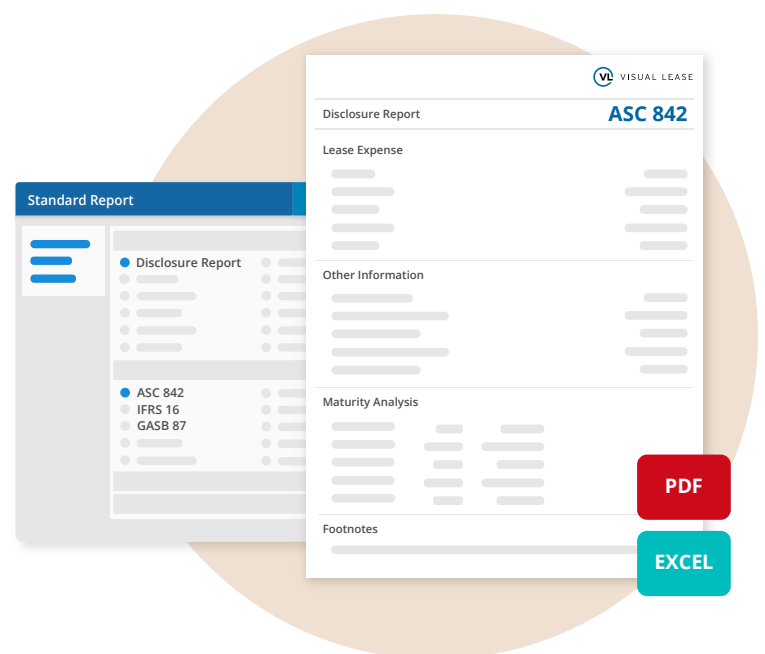 VL VISUAL LEASE
Disclosure Report
ASC 842
Lease Expense
Standard Report
Disclosure Report
Other Information
ASC 842
IFRS 16
GASB 87
Maturity Analysis
PDF
Footnotes
EXCEL